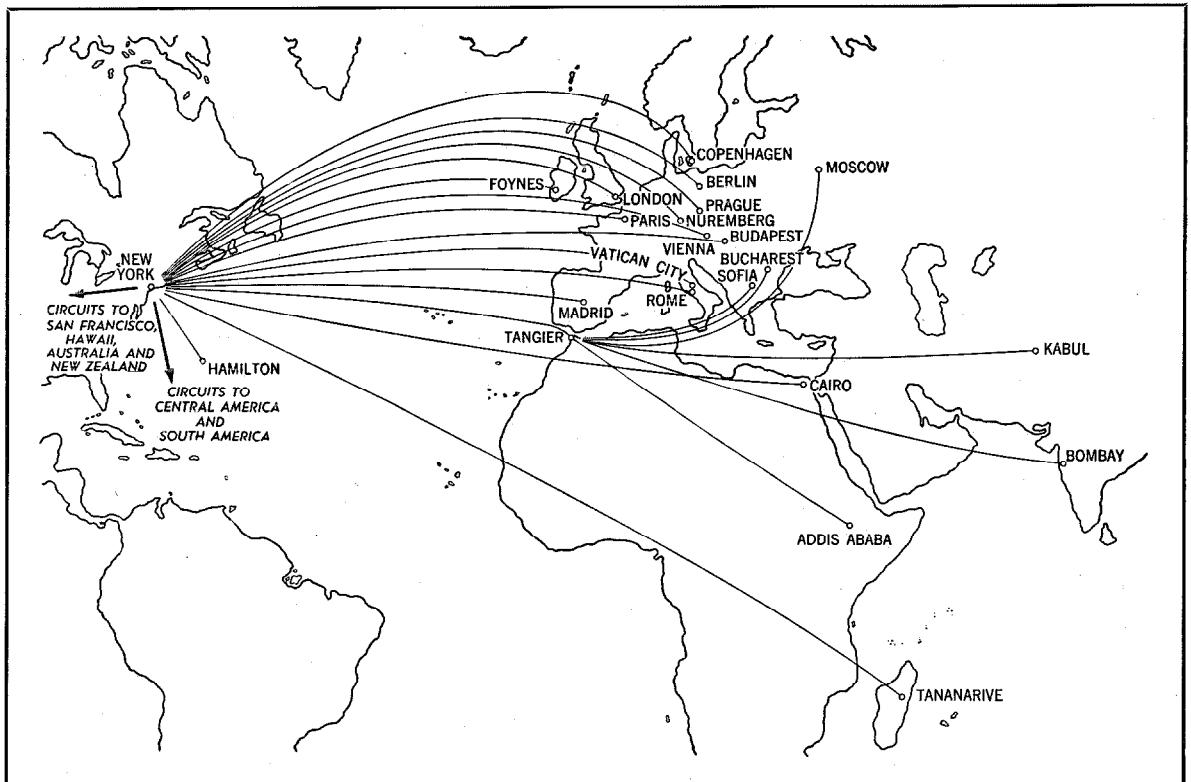 COPENHAGEN
MOSCOW
BERLIN
FOYNES
LONDON
PRAGUE
PARIS
NUREMBERG
VIENNA
BUDAPEST
BUCHAREST
SOFIA
VATICAN CITY
ROME
MADRID
TANGIER
NEW
YORK
CIRCUITS TO
SAN FRANCISCO,
HAWAII,
AUSTRALIA AND
NEW ZEALAND
HAMILTON
CIRCUITS TO
CENTRAL AMERICA
AND
SOUTH AMERICA
KABUL
CAIRO
BOMBAY
ADDIS ABABA
TANANARIVE